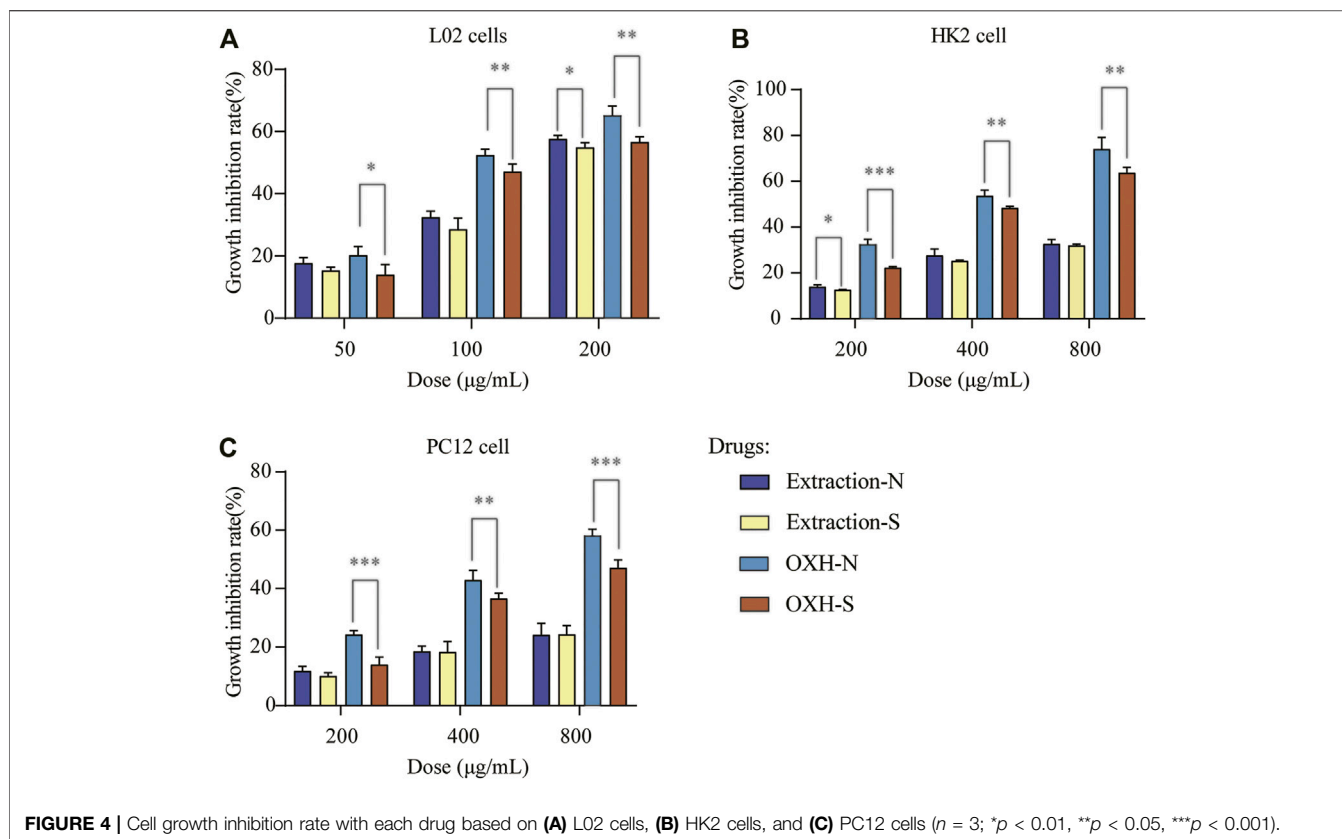 A
L02 cells
Growth inhibition rate(%)
80
60
40
20
0
*
**
*
**
50
100
200
Dose (μg/mL)
B
HK2 cell
Growth inhibition rate(%)
100
80
60
40
20
0
*
***
**
**
200
400
800
Dose (μg/mL)
C
PC12 cell
Growth inhibition rate(%)
80
60
40
20
0
***
**
***
200
400
800
Dose (μg/mL)
Drugs:
Extraction-N
Extraction-S
OXH-N
OXH-S
FIGURE 4 | Cell growth inhibition rate with each drug based on (A) L02 cells, (B) HK2 cells, and (C) PC12 cells (n = 3; *p < 0.01, **p < 0.05, ***p < 0.001).